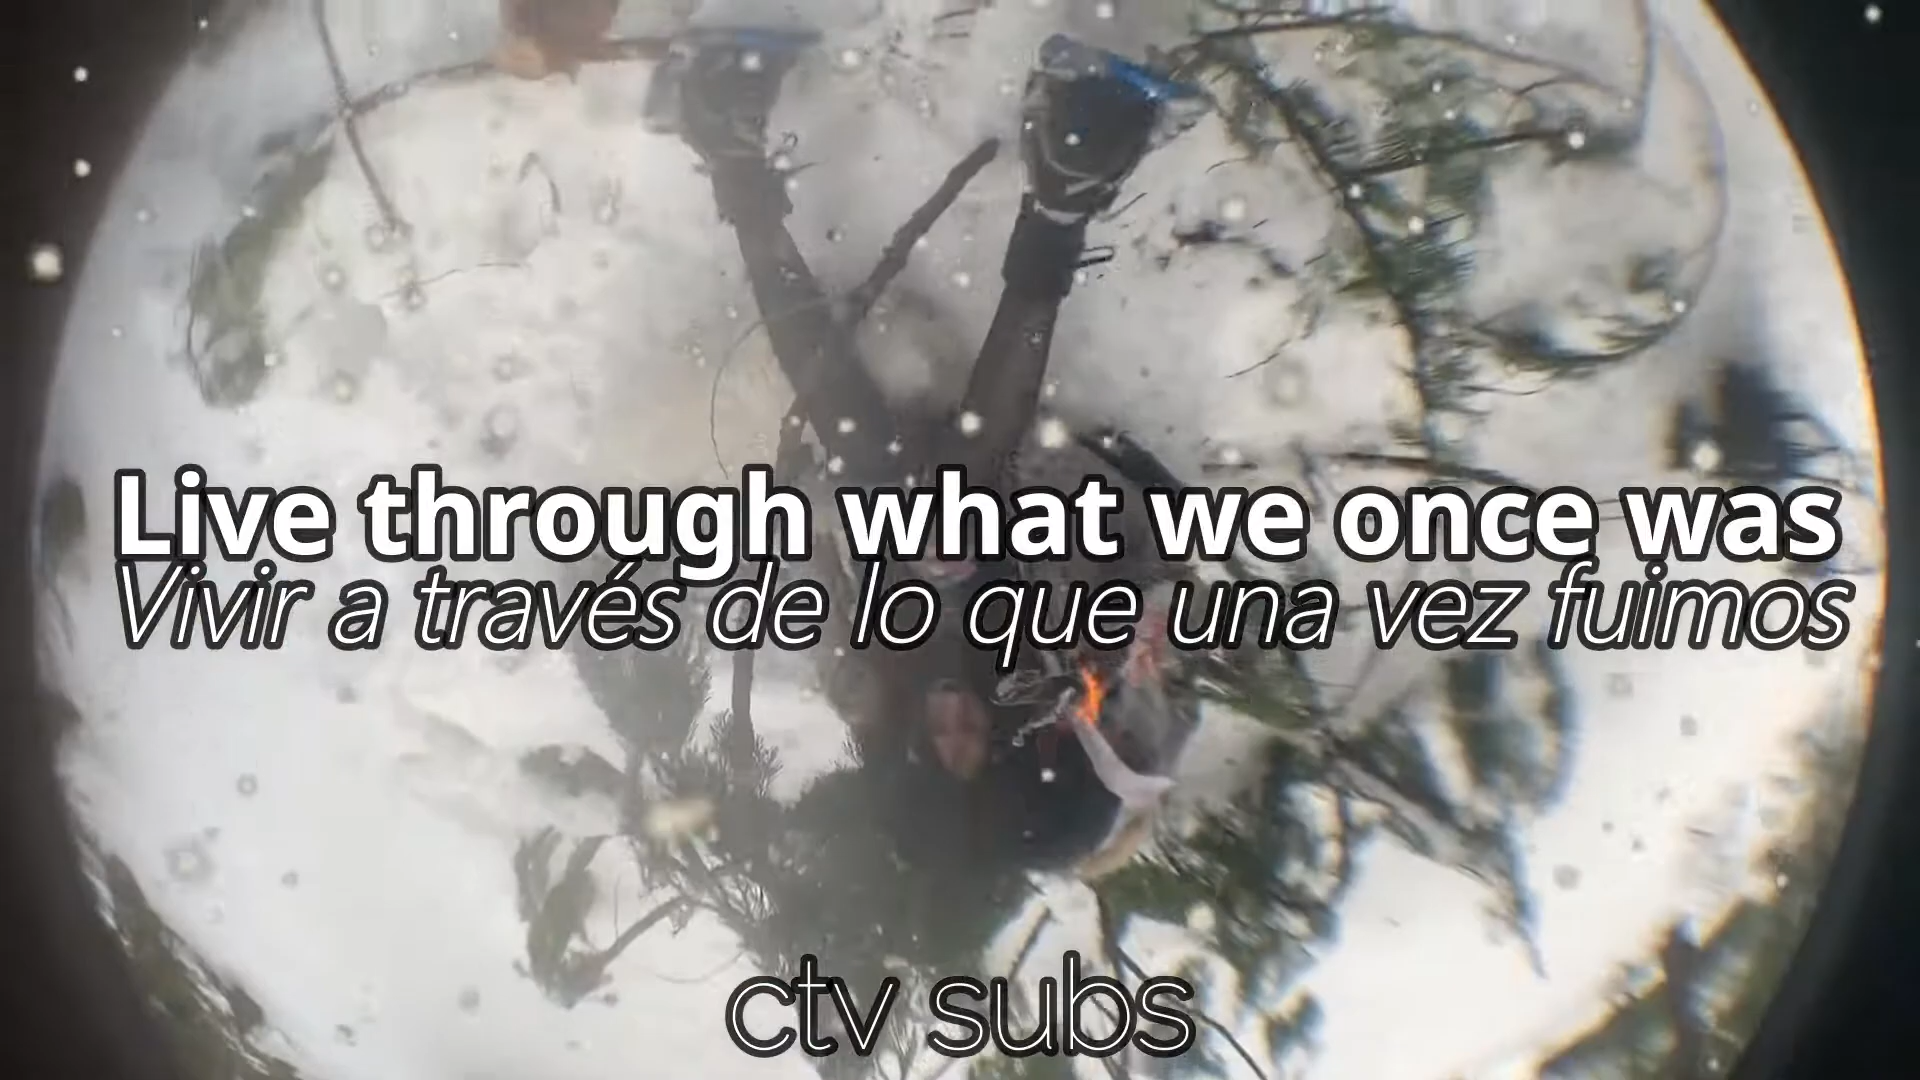 Live through what we once was
Vivir a través de lo que una vez fuimos
ctv subs